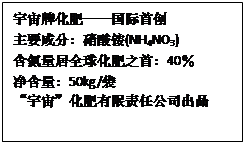 宇宙牌化肥——国际首创
主要成分：硝酸铵(NH₄NO₃)
含氮量居全球化肥之首：40%
净含量：50kg/袋
“宇宙”化肥有限责任公司出品